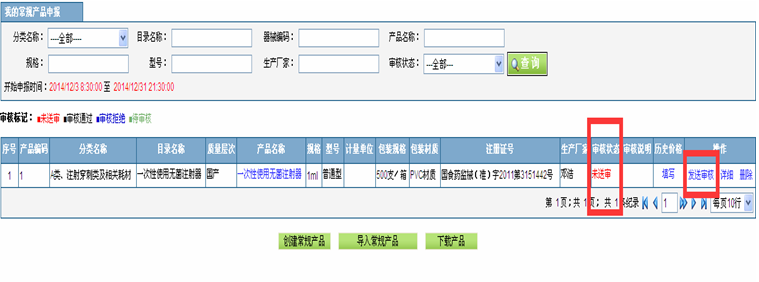 我的常规产品申报
分类名称: ----全部---- 目录名称: 器械编码: 产品名称:
规格: 型号: 生产厂家: 审核状态: ---全部--- 查询
开始申报时间：2014/12/3 8:30:00 至 2014/12/31 21:30:00
审核标记: ■未送审 ■审核通过 ■审核拒绝 ■待审核
序号 产品编码 分类名称 目录名称 质量层次 产品名称 规格 型号 计量单位 包装规格 包装材质 注册证号 生产厂家 审核状态 审核说明 历史价格 操作
1 1 A类、注射穿刺类及相关耗材 一次性使用无菌注射器 国产 一次性使用无菌注射器 1ml 普通型 500支／箱 PVC材质 国食药监械（准）字2011第3151442号 邓洁 未送审 填写 发送审核 详细 删除
第 1页;共 1页; 共 1条纪录 1 每页10行
创建常规产品 导入常规产品 下载产品